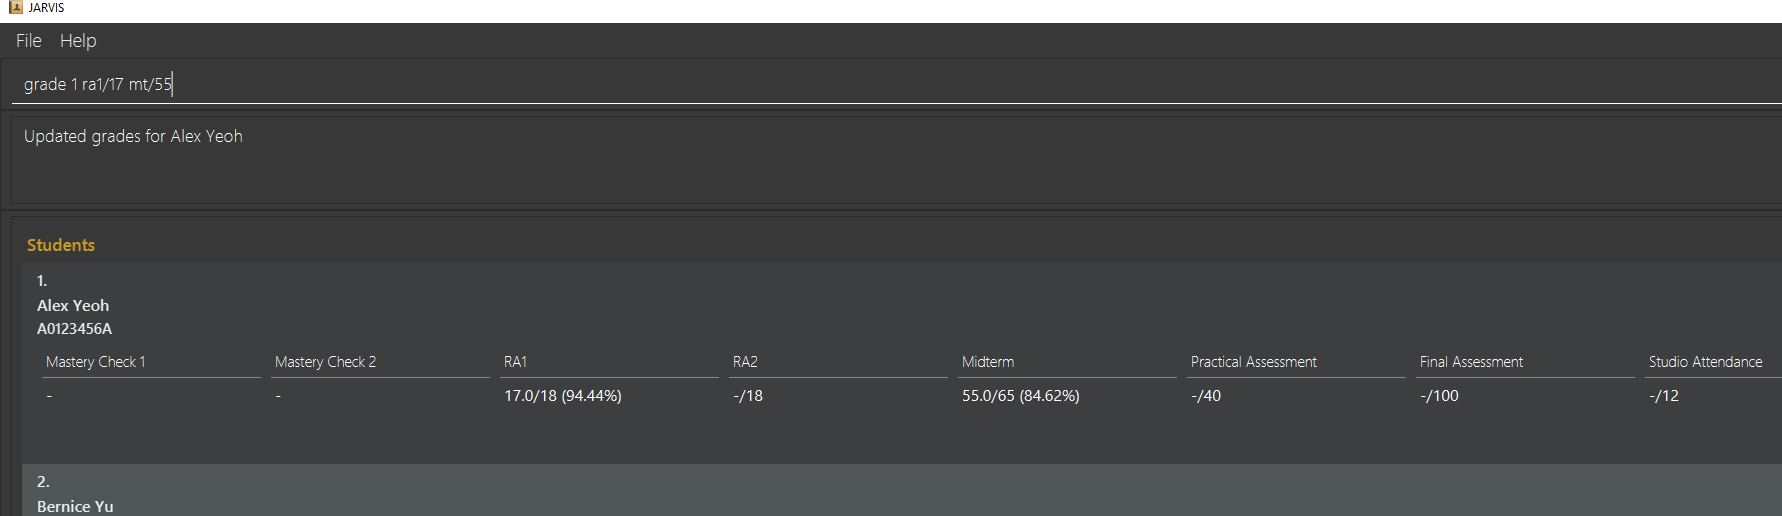 JARVIS
File Help
grade 1 ra1/17 mt/55
Updated grades for Alex Yeoh
Students
1.
Alex Yeoh
A0123456A
Mastery Check 1 Mastery Check 2 RA1 RA2 Midterm Practical Assessment Final Assessment Studio Attendance
- - 17.0/18 (94.44%) -/18 55.0/65 (84.62%) -/40 -/100 -/12
2.
Bernice Yu